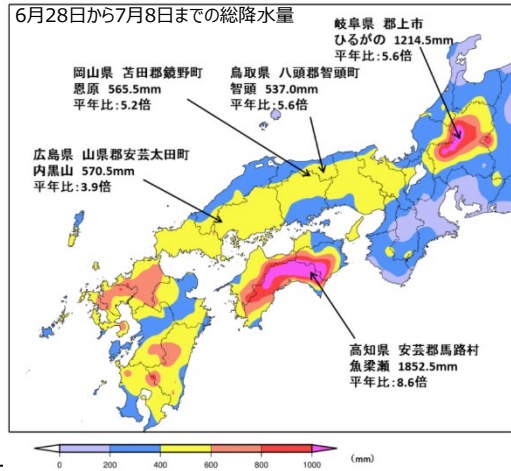 6月28日から7月8日までの総降水量
岐阜県 郡上市
ひるがの 1214.5mm
平年比:5.6倍
岡山県 苫田郡鏡野町
恩原 565.5mm
平年比:5.2倍
鳥取県 八頭郡智頭町
智頭 537.0mm
平年比:5.6倍
広島県 山県郡安芸太田町
内黒山 570.5mm
平年比:3.9倍
高知県 安芸郡馬路村
魚梁瀬 1852.5mm
平年比:8.6倍
0 200 400 600 800 1000 (mm)